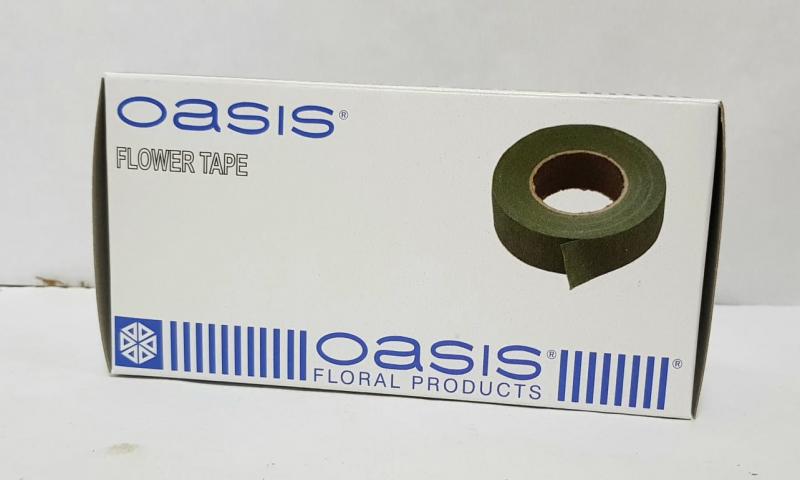 oasis®
FLOWER TAPE
oasis® ®
FLORAL PRODUCTS